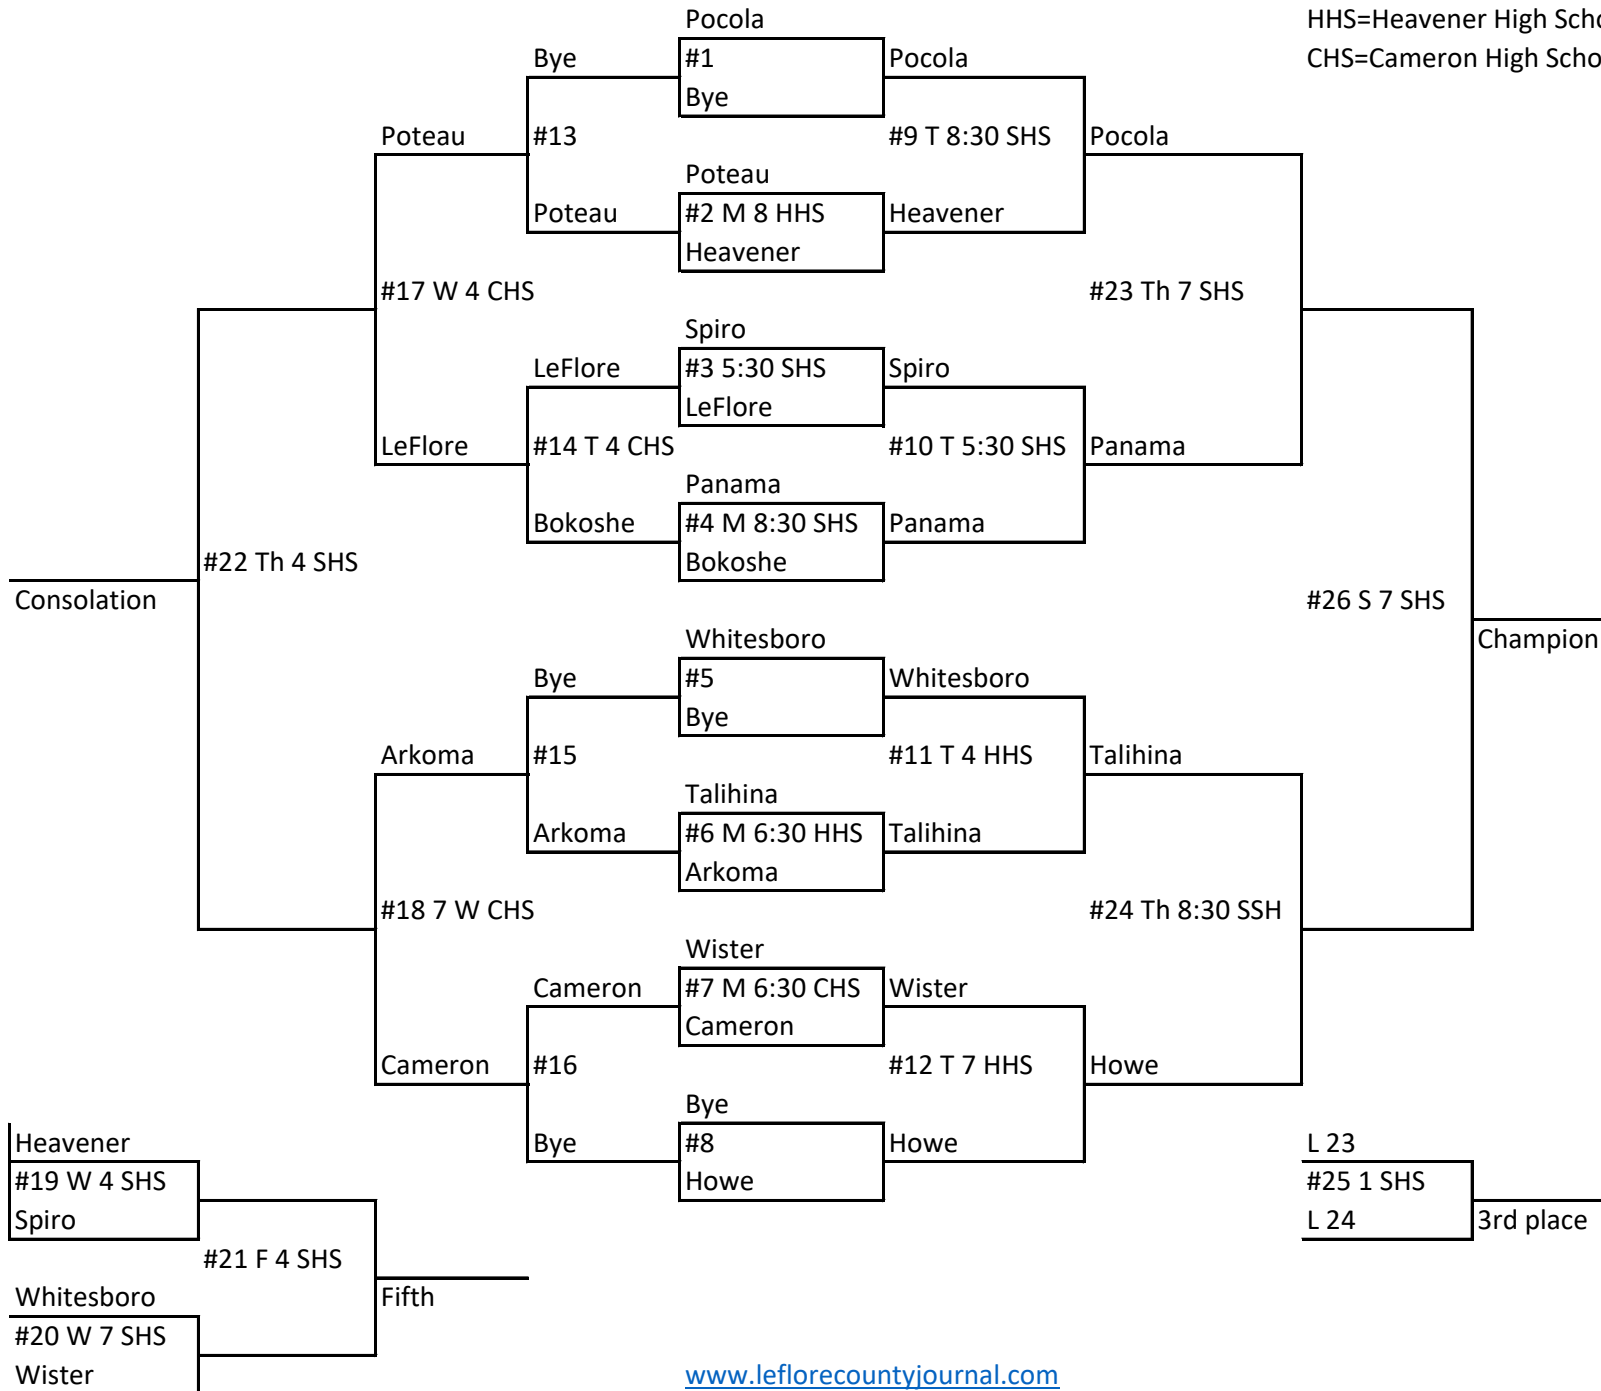 Pocola
HHS=Heavener High Scho
Bye
#1
Pocola
CHS=Cameron High Scho
Bye
Poteau
#13
#9 T 8:30 SHS
Pocola
Poteau
Poteau
#2 M 8 HHS
Heavener
Heavener
#17 W 4 CHS
#23 Th 7 SHS
Spiro
LeFlore
#3 5:30 SHS
Spiro
LeFlore
LeFlore
#14 T 4 CHS
#10 T 5:30 SHS
Panama
Panama
Bokoshe
#4 M 8:30 SHS
Panama
#22 Th 4 SHS
Bokoshe
Consolation
#26 S 7 SHS
Whitesboro
Champion
Bye
#5
Whitesboro
Bye
Arkoma
#15
#11 T 4 HHS
Talihina
Talihina
Arkoma
#6 M 6:30 HHS
Talihina
Arkoma
#18 7 W CHS
#24 Th 8:30 SSH
Wister
Cameron
#7 M 6:30 CHS
Wister
Cameron
Cameron
#16
#12 T 7 HHS
Howe
Bye
Heavener
Bye
#8
Howe
L 23
#19 W 4 SHS
Howe
#25 1 SHS
Spiro
L 24
3rd place
#21 F 4 SHS
Whitesboro
Fifth
#20 W 7 SHS
Wister
www.leflorecountyjournal.com